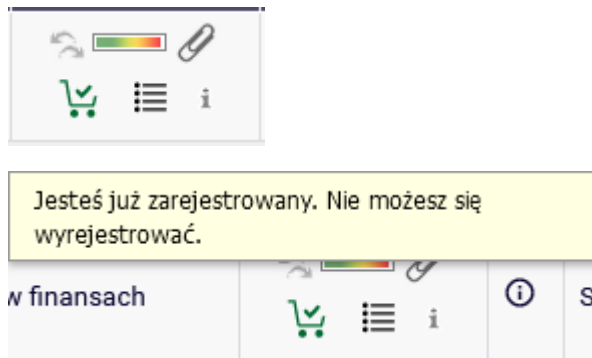 Jesteś już zarejestrowany. Nie możesz się
wyrejestrować.
w finansach
S